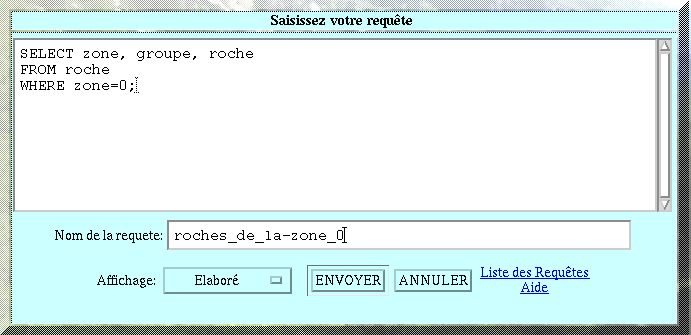 Saisissez votre requête
SELECT zone, groupe, roche
FROM roche
WHERE zone=0;
Nom de la requete: roches_de_la-zone_0
Affichage: Elaboré ENVOYER ANNULER Liste des Requêtes
Aide